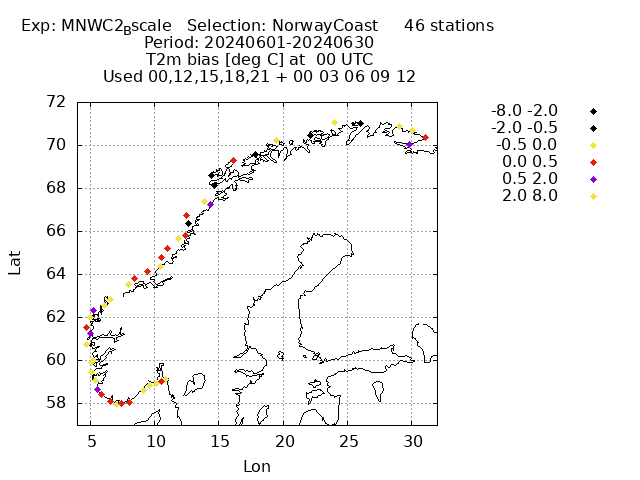 Exp: MNWC2Bscale   Selection: NorwayCoast     46 stations
Period: 20240601-20240630
T2m bias [deg C] at  00 UTC
Used 00,12,15,18,21 + 00 03 06 09 12
-8.0 -2.0
-2.0 -0.5
-0.5 0.0
0.0 0.5
0.5 2.0
2.0 8.0
72
70
68
66
64
62
60
58
Lat
5 10 15 20 25 30
Lon